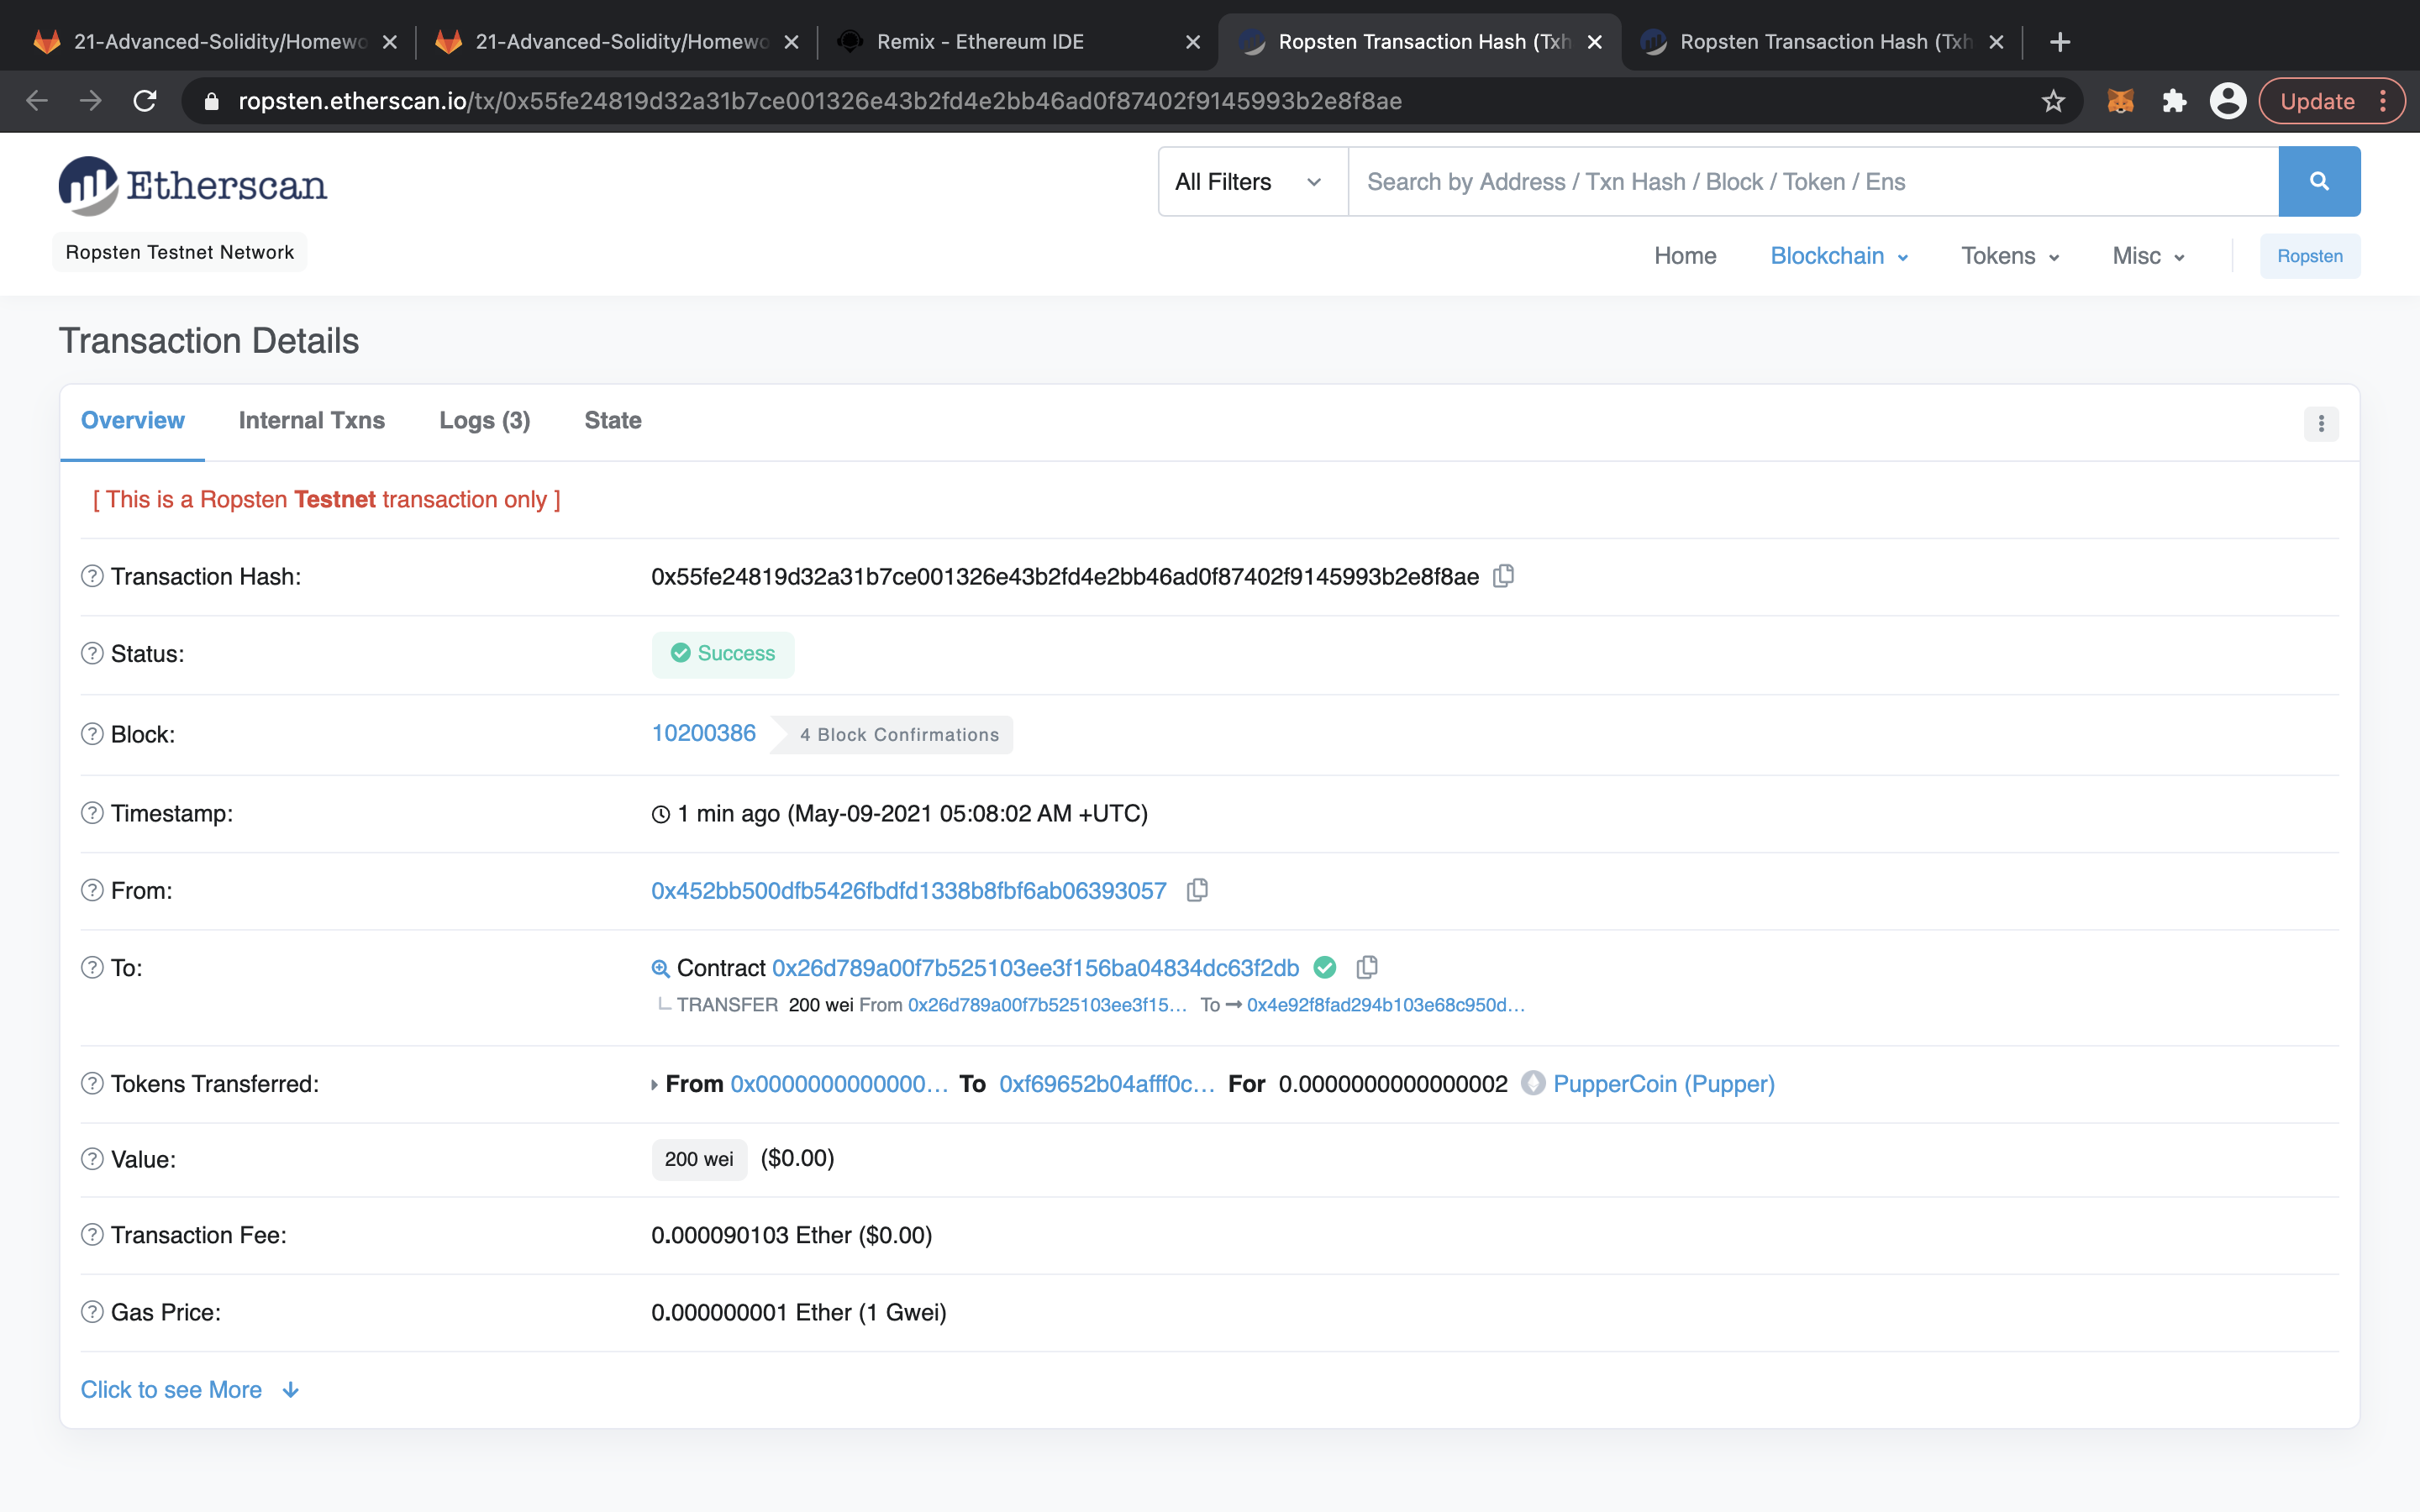 21-Advanced-Solidity/Homewo
21-Advanced-Solidity/Homewo
Remix - Ethereum IDE
Ropsten Transaction Hash (Txh
Ropsten Transaction Hash (Txh
ropsten.etherscan.io/tx/0x55fe24819d32a31b7ce001326e43b2fd4e2bb46ad0f87402f9145993b2e8f8ae
Update
Etherscan
All Filters
Search by Address / Txn Hash / Block / Token / Ens
Ropsten Testnet Network
Home
Blockchain
Tokens
Misc
Ropsten
Transaction Details
Overview
Internal Txns
Logs (3)
State
[ This is a Ropsten Testnet transaction only ]
Transaction Hash:
0x55fe24819d32a31b7ce001326e43b2fd4e2bb46ad0f87402f9145993b2e8f8ae
Status:
Success
Block:
10200386
4 Block Confirmations
Timestamp:
1 min ago (May-09-2021 05:08:02 AM +UTC)
From:
0x452bb500dfb5426fbdfd1338b8fbf6ab06393057
To:
Contract 0x26d789a00f7b525103ee3f156ba04834dc63f2db
TRANSFER 200 wei From 0x26d789a00f7b525103ee3f15... To 0x4e92f8fad294b103e68c950d...
Tokens Transferred:
From 0x0000000000000... To 0xf69652b04afff0c... For 0.0000000000000002 PupperCoin (Pupper)
Value:
200 wei ($0.00)
Transaction Fee:
0.000090103 Ether ($0.00)
Gas Price:
0.000000001 Ether (1 Gwei)
Click to see More